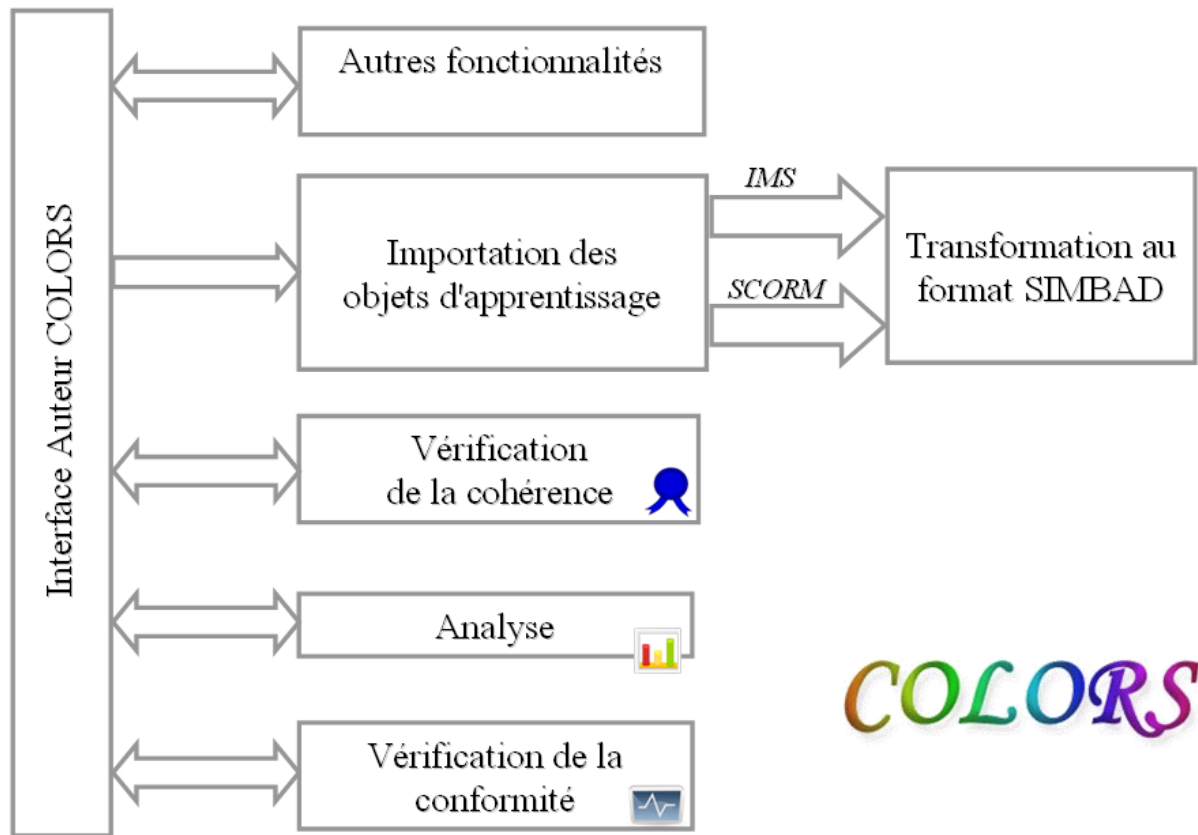 Interface Auteur COLORS
Autres fonctionnalités
Importation des
objets d'apprentissage
IMS
SCORM
Transformation au
format SIMBAD
Vérification
de la cohérence
Analyse
Vérification de la
conformité
COLORS